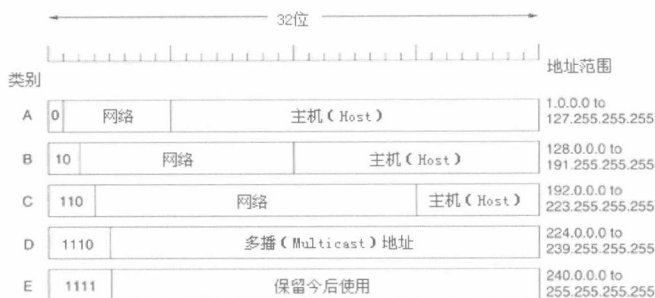 32位
类别
地址范围
A 0 网络 主机(Host) 1.0.0.0 to
127.255.255.255
B 10 网络 主机(Host) 128.0.0.0 to
191.255.255.255
C 110 网络 主机(Host) 192.0.0.0 to
223.255.255.255
D 1110 多播(Multicast)地址 224.0.0.0 to
239.255.255.255
E 1111 保留今后使用 240.0.0.0 to
255.255.255.255